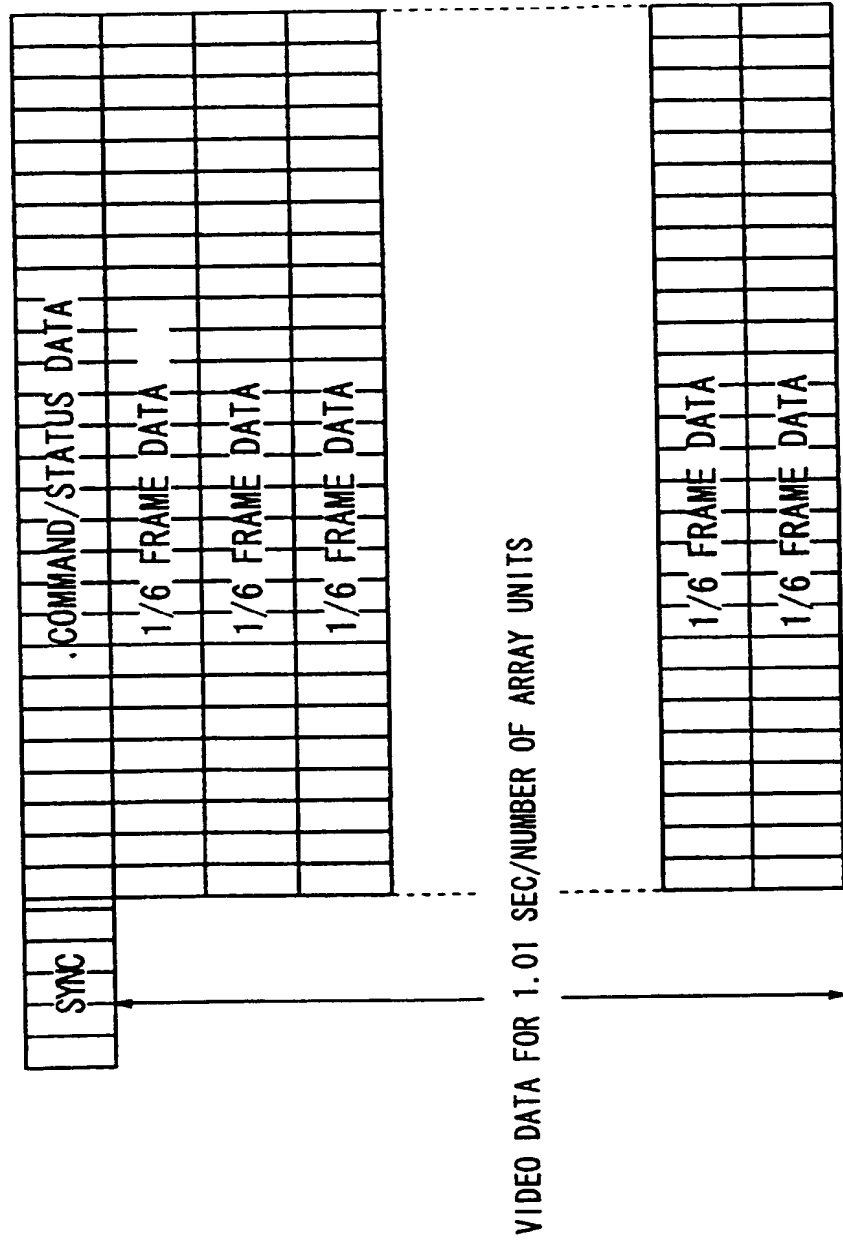 SYNC
.COMMAND/STATUS DATA
1/6 FRAME DATA
1/6 FRAME DATA
1/6 FRAME DATA
VIDEO DATA FOR 1.01 SEC/NUMBER OF ARRAY UNITS
1/6 FRAME DATA
1/6 FRAME DATA